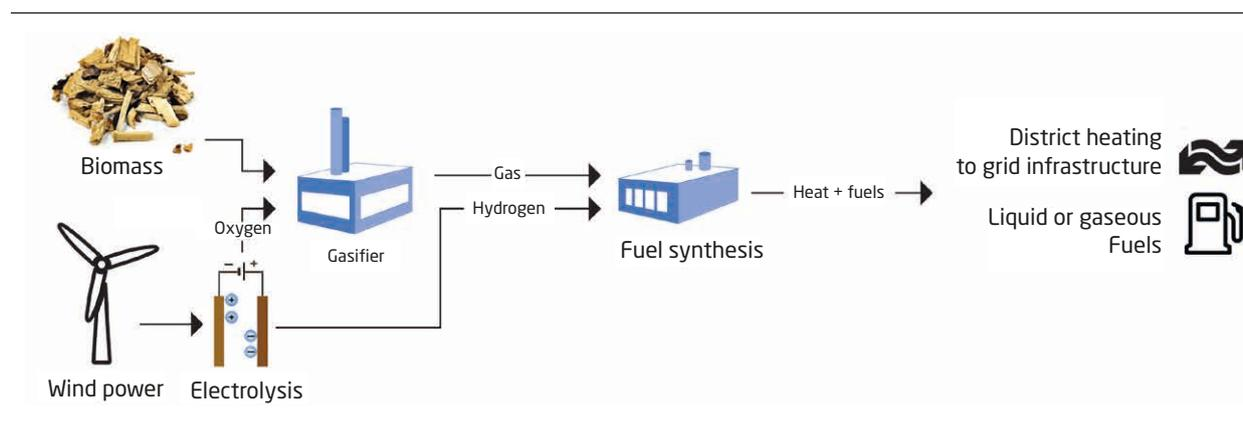 Biomass
Oxygen
Gasifier
Gas
Hydrogen
Fuel synthesis
Heat + fuels
District heating
to grid infrastructure
Liquid or gaseous
Fuels
− +
+
+
−
−
Wind power
Electrolysis